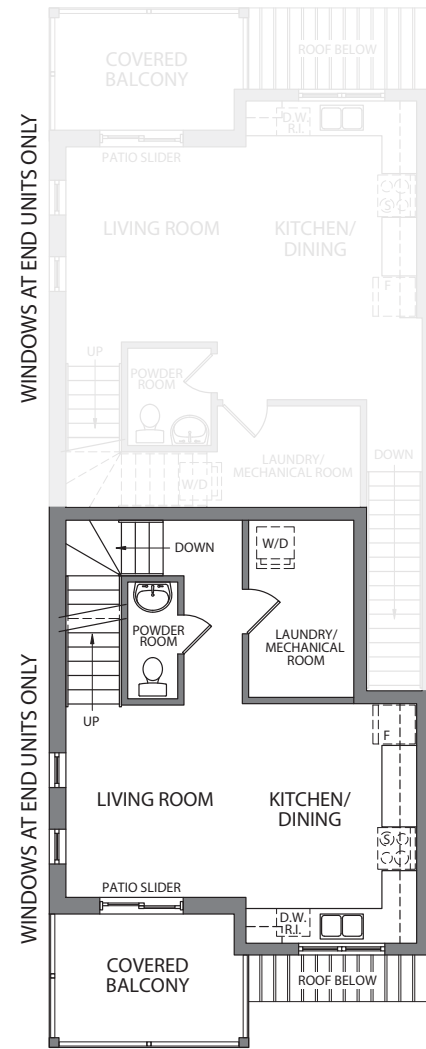 COVERED
BALCONY
ROOF BELOW
D.W.
R.I.
PATIO SLIDER
WINDOWS AT END UNITS ONLY
LIVING ROOM
KITCHEN/
DINING
S
F
UP
POWDER
ROOM
DOWN
LAUNDRY/
MECHANICAL ROOM
W/D
DOWN
W/D
POWDER
ROOM
LAUNDRY/
MECHANICAL
ROOM
UP
F
WINDOWS AT END UNITS ONLY
LIVING ROOM
KITCHEN/
DINING
S
PATIO SLIDER
D.W.
R.I.
COVERED
BALCONY
ROOF BELOW